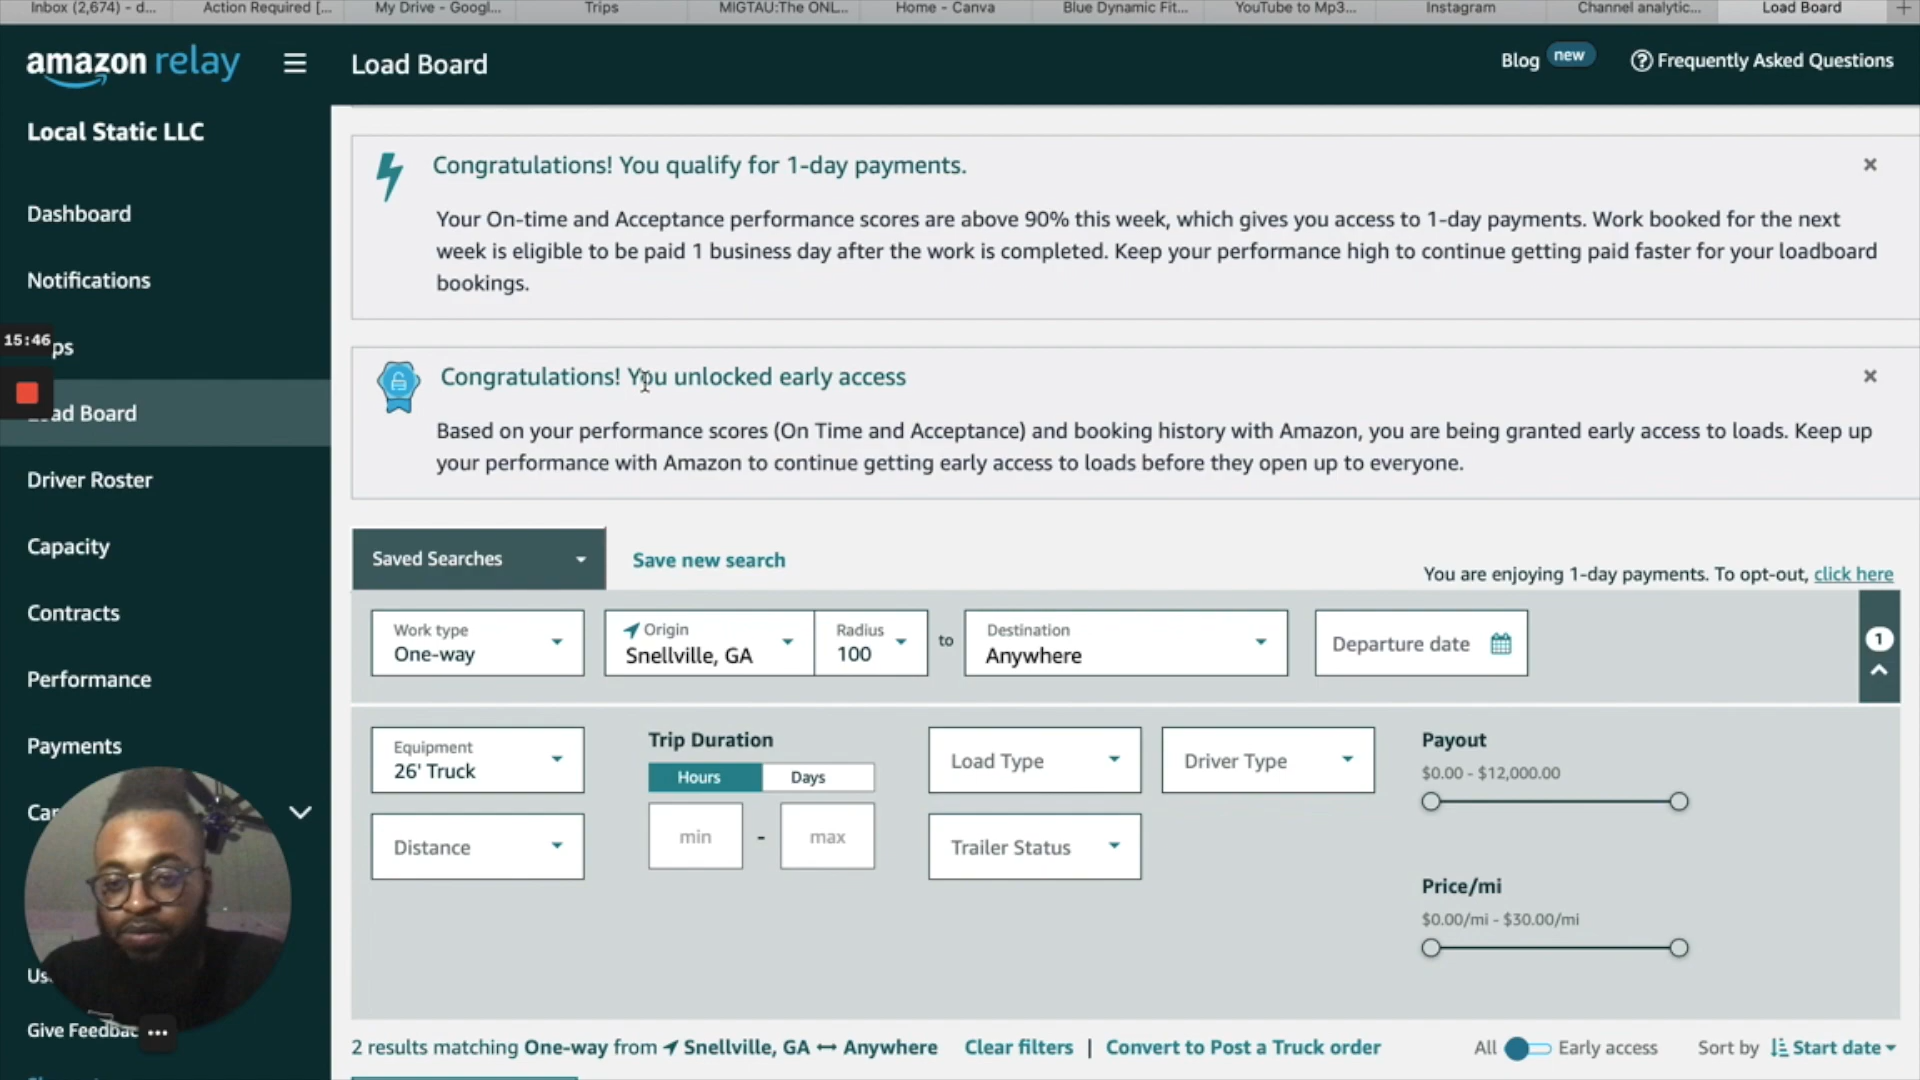 Inbox (2,674) - d...
Action Required [...
My Drive - Googl...
Trips
MIGTAU:The ONL...
Home - Canva
Blue Dynamic Fit...
YouTube to Mp3...
Instagram
Channel analytic...
Load Board
amazon relay
Load Board
Blog new
Frequently Asked Questions
Local Static LLC
Dashboard
Notifications
15:46
ps
ad Board
Driver Roster
Capacity
Contracts
Performance
Payments
Ca
Us
Give Feedbac
Congratulations! You qualify for 1-day payments.
Your On-time and Acceptance performance scores are above 90% this week, which gives you access to 1-day payments. Work booked for the next
week is eligible to be paid 1 business day after the work is completed. Keep your performance high to continue getting paid faster for your loadboard
bookings.
Congratulations! You unlocked early access
Based on your performance scores (On Time and Acceptance) and booking history with Amazon, you are being granted early access to loads. Keep up
your performance with Amazon to continue getting early access to loads before they open up to everyone.
Saved Searches
Save new search
You are enjoying 1-day payments. To opt-out, click here
Work type
One-way
Origin
Snellville, GA
Radius
100
to
Destination
Anywhere
Departure date
1
Equipment
26' Truck
Trip Duration
Hours
Days
min - max
Load Type
Driver Type
Payout
$0.00 - $12,000.00
Distance
Trailer Status
Price/mi
$0.00/mi - $30.00/mi
2 results matching One-way from Snellville, GA ↔ Anywhere
Clear filters | Convert to Post a Truck order
All
Early access
Sort by
Start date